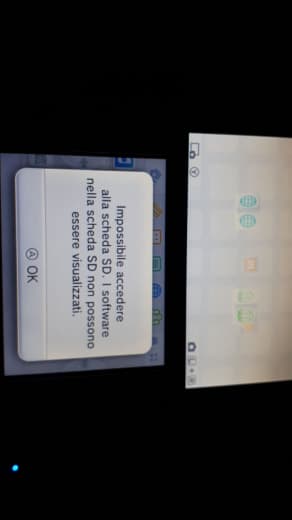 Impossibile accedere
alla scheda SD. I software
nella scheda SD non possono
essere visualizzati.
Ⓐ OK
Ⓨ